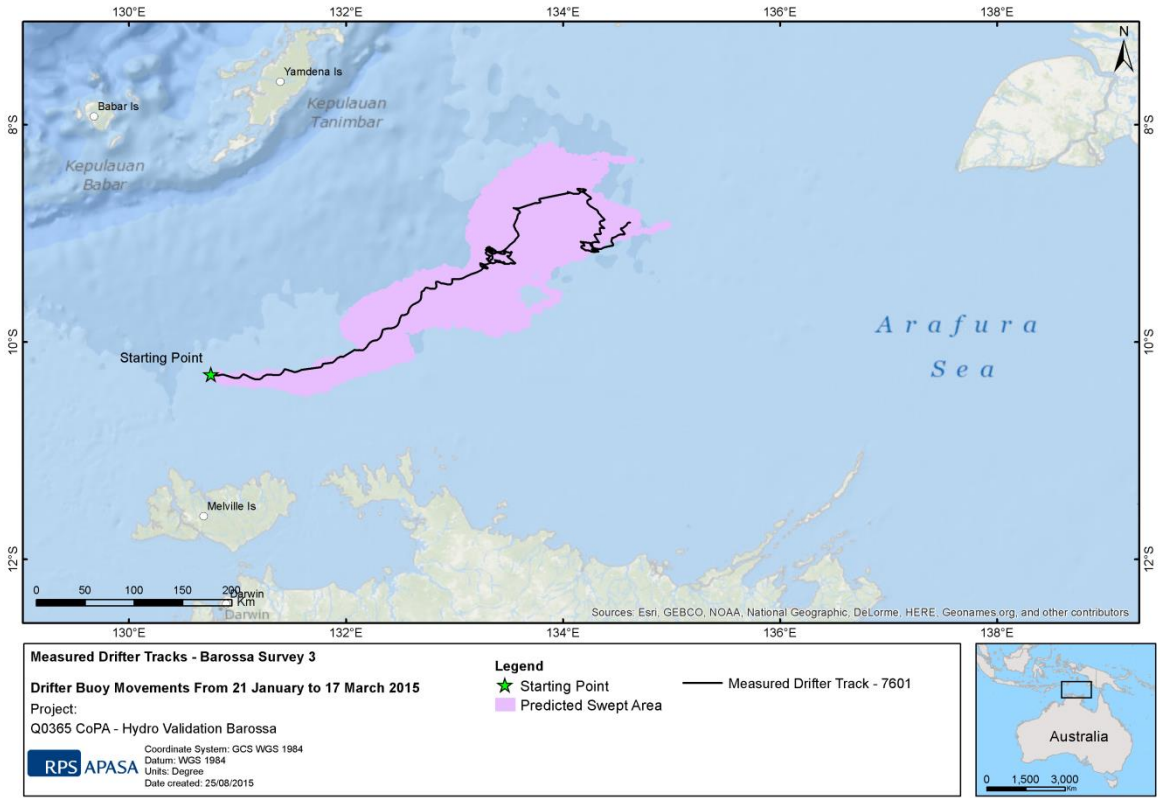 130°E 132°E 134°E 136°E 138°E
N
Yamdena Is
Babar Is
Kepulauan
Tanimbar
8°S 8°S
Kepulauan
Babar
Arafura
Sea
10°S 10°S
Starting Point
Melville Is
12°S 12°S
0 50 100 150 200
Km
Darwin
Darwin
Sources: Esri, GEBCO, NOAA, National Geographic, DeLorme, HERE, Geonames.org, and other contributors
130°E 132°E 134°E 136°E 138°E
Measured Drifter Tracks - Barossa Survey 3
Drifter Buoy Movements From 21 January to 17 March 2015
Project:
Q0365 CoPA - Hydro Validation Barossa
RPS APASA
Coordinate System: GCS WGS 1984
Datum: WGS 1984
Units: Degree
Date created: 25/08/2015
Legend
Starting Point
Predicted Swept Area
Measured Drifter Track - 7601
Australia
0 1,500 3,000
Km